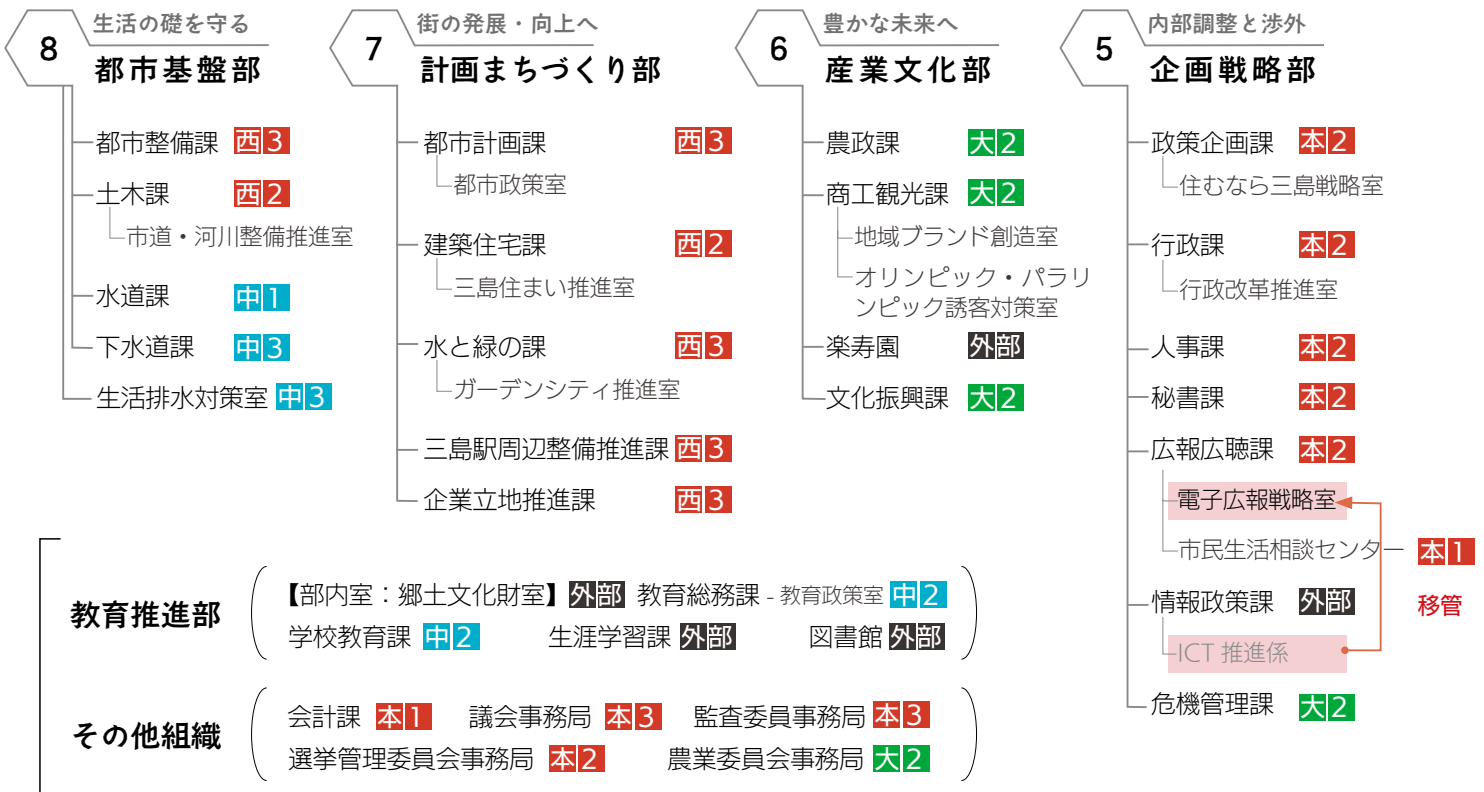 8 生活の礎を守る
都市基盤部
都市整備課 西3
土木課 西2
市道・河川整備推進室
水道課 中1
下水道課 中3
生活排水対策室 中3
7 街の発展・向上へ
計画まちづくり部
都市計画課 西3
都市政策室
建築住宅課 西2
三島住まい推進室
水と緑の課 西3
ガーデンシティ推進室
三島駅周辺整備推進課 西3
企業立地推進課 西3
6 豊かな未来へ
産業文化部
農政課 大2
商工観光課 大2
地域ブランド創造室
オリンピック・パラリ
ンピック誘客対策室
楽寿園 外部
文化振興課 大2
5 内部調整と渉外
企画戦略部
政策企画課 本2
住むなら三島戦略室
行政課 本2
行政改革推進室
人事課 本2
秘書課 本2
広報広聴課 本2
電子広報戦略室
市民生活相談センター 本1
情報政策課 外部 移管
ICT 推進係
危機管理課 大2
教育推進部
【部内室：郷土文化財室】 外部 教育総務課 - 教育政策室 中2
学校教育課 中2 生涯学習課 外部 図書館 外部
その他組織
会計課 本1 議会事務局 本3 監査委員事務局 本3
選挙管理委員会事務局 本2 農業委員会事務局 大2